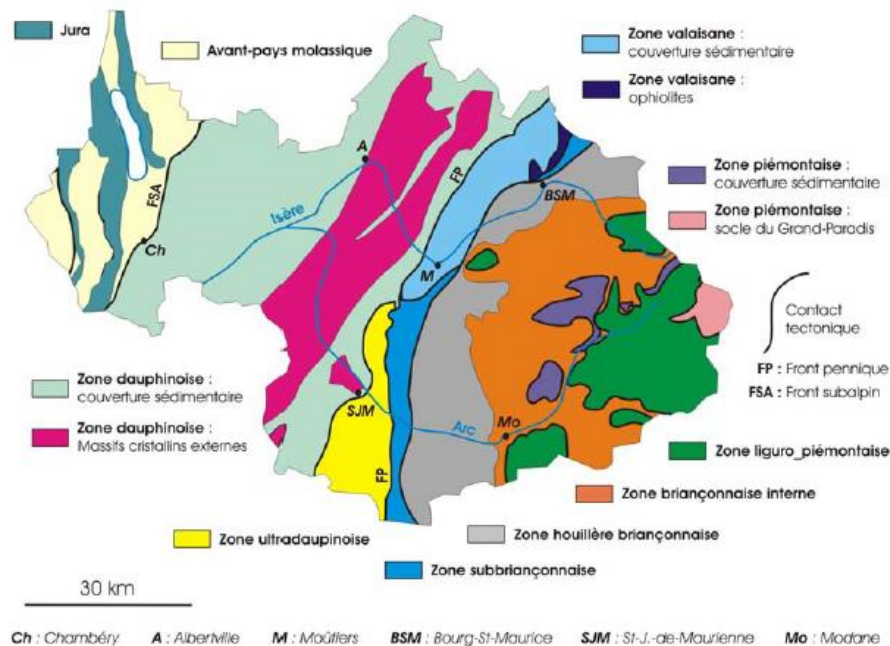 Jura
Avant-pays molassique
Zone valaisane :
couverture sédimentaire
Zone valaisane :
ophiolites
Zone piémontaise :
couverture sédimentaire
Zone piémontaise :
socle du Grand-Paradis
Contact
tectonique
FP : Front pennique
FSA : Front subalpin
A
FP
FSA
Isère
BSM
Ch
M
Zone dauphinoise :
couverture sédimentaire
Zone dauphinoise :
Massifs cristallins externes
SJM
Arc
Mo
FP
Zone liguro_piémontaise
Zone briançonnaise interne
Zone ultradaupinoise
Zone houillère briançonnaise
Zone subbriançonnaise
30 km
Ch : Chambéry A : Albertville M : Moûtiers BSM : Bourg-St-Maurice SJM : St-J.-de-Maurienne Mo : Modane